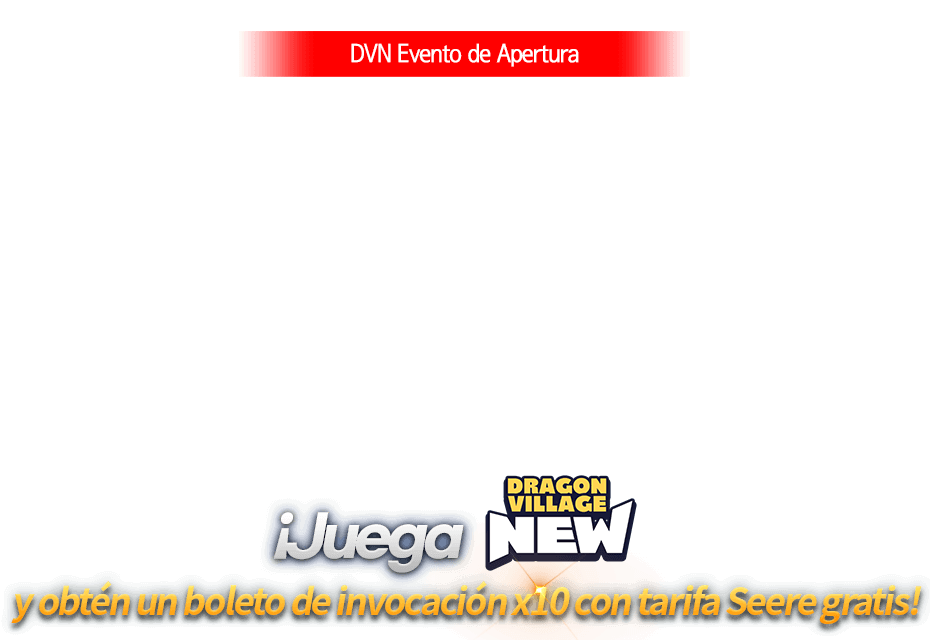 DVN Evento de Apertura
DRAGON
VILLAGE
¡Juega NEW
y obtén un boleto de invocación x10 con tarifa Seere gratis!